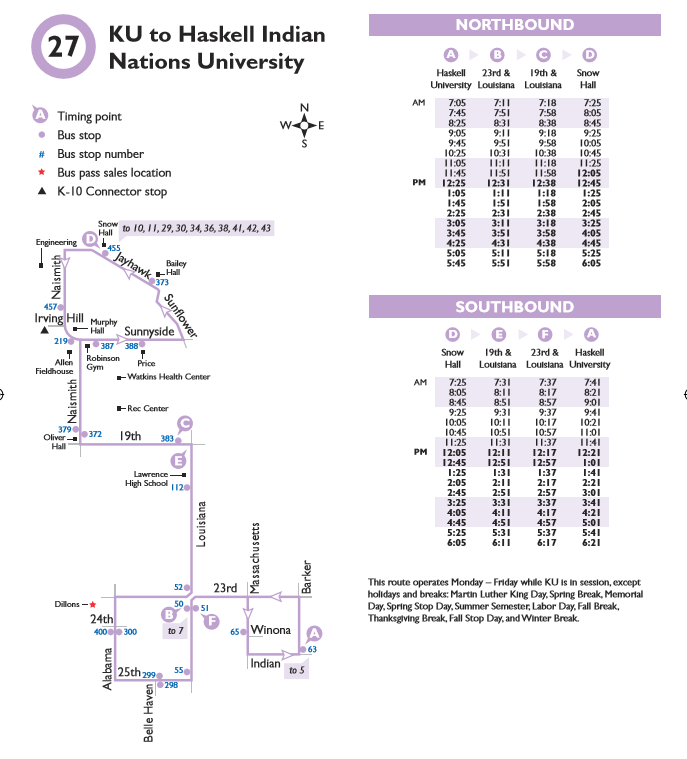 27
KU to Haskell Indian
Nations University
A Timing point
Bus stop
# Bus stop number
Bus pass sales location
K-10 Connector stop
N
W E
S
Snow
Hall
to 10, 11, 29, 30, 34, 36, 38, 41, 42, 43
D
Engineering
455
Jayhawk
Bailey
Hall
373
Naismith
Sunflower
457
Irving Hill
Murphy
Hall
Sunnyside
219
387
388
Allen
Fieldhouse
Robinson
Gym
Price
Watkins Health Center
Naismith
Rec Center
379
372
Oliver
Hall
19th
383
C
E
Lawrence
High School
112
Louisiana
Massachusetts
Barker
52
23rd
Dillons
50
51
B
F
24th
to 7
400
300
65
Winona
A
63
Indian
to 5
Alabama
25th
299
55
298
Belle Haven
NORTHBOUND
A B C D
Haskell 23rd & 19th & Snow
University Louisiana Louisiana Hall
AM 7:05 7:11 7:18 7:25
7:45 7:51 7:58 8:05
8:25 8:31 8:38 8:45
9:05 9:11 9:18 9:25
9:45 9:51 9:58 10:05
10:25 10:31 10:38 10:45
11:05 11:11 11:18 11:25
11:45 11:51 11:58 12:05
PM 12:25 12:31 12:38 12:45
1:05 1:11 1:18 1:25
1:45 1:51 1:58 2:05
2:25 2:31 2:38 2:45
3:05 3:11 3:18 3:25
3:45 3:51 3:58 4:05
4:25 4:31 4:38 4:45
5:05 5:11 5:18 5:25
5:45 5:51 5:58 6:05
SOUTHBOUND
D E F A
Snow 19th & 23rd & Haskell
Hall Louisiana Louisiana University
AM 7:25 7:31 7:37 7:41
8:05 8:11 8:17 8:21
8:45 8:51 8:57 9:01
9:25 9:31 9:37 9:41
10:05 10:11 10:17 10:21
10:45 10:51 10:57 11:01
11:25 11:31 11:37 11:41
PM 12:05 12:11 12:17 12:21
12:45 12:51 12:57 1:01
1:25 1:31 1:37 1:41
2:05 2:11 2:17 2:21
2:45 2:51 2:57 3:01
3:25 3:31 3:37 3:41
4:05 4:11 4:17 4:21
4:45 4:51 4:57 5:01
5:25 5:31 5:37 5:41
6:05 6:11 6:17 6:21
This route operates Monday – Friday while KU is in session, except
holidays and breaks: Martin Luther King Day, Spring Break, Memorial
Day, Spring Stop Day, Summer Semester, Labor Day, Fall Break,
Thanksgiving Break, Fall Stop Day, and Winter Break.